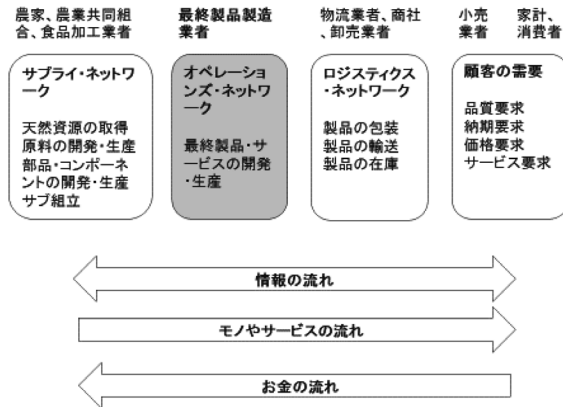 農家、農業共同組
合、食品加工業者
最終製品製造
業者
物流業者、商社
、卸売業者
小売
業者
家計、
消費者
サプライ・ネットワ
ーク
天然資源の取得
原料の開発・生産
部品・コンポーネ
ントの開発・生産
サブ組立
オペレーショ
ンズ・ネットワ
ーク
最終製品・サ
ービスの開発
・生産
ロジスティクス
・ネットワーク
製品の包装
製品の輸送
製品の在庫
顧客の需要
品質要求
納期要求
価格要求
サービス要求
情報の流れ
モノやサービスの流れ
お金の流れ